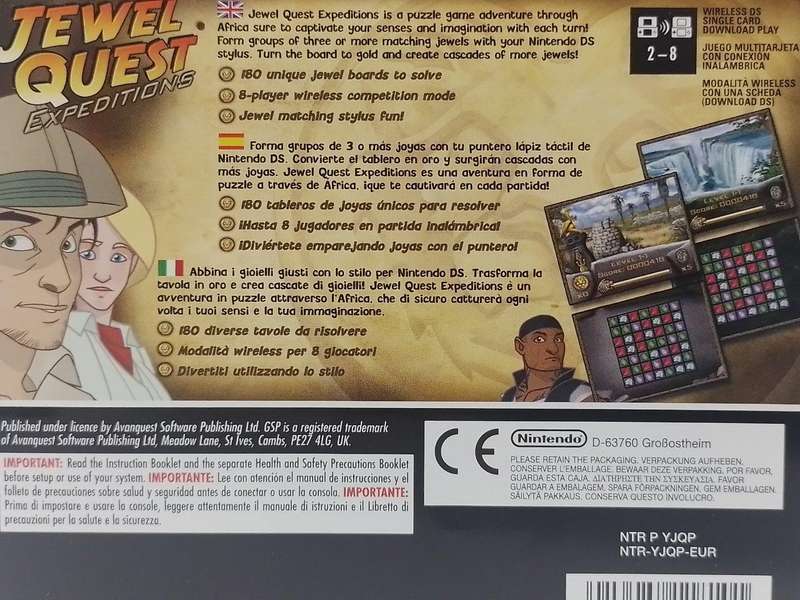 JEWEL
QUEST
EXPEDITIONS
Jewel Quest Expeditions is a puzzle game adventure through
Africa sure to captivate your senses and imagination with each turn!
Form groups of three or more matching jewels with your Nintendo DS
stylus. Turn the board to gold and create cascades of more jewels!
180 unique jewel boards to solve
8-player wireless competition mode
Jewel matching stylus fun!
Forma grupos de 3 o más joyas con tu puntero lápiz táctil de
Nintendo DS. Convierte el tablero en oro y surgirán cascadas con
más joyas. Jewel Quest Expeditions es una aventura en forma de
puzzle a través de África, ¡que te cautivará en cada partida!
¡180 tableros de joyas únicos para resolver
¡Hasta 8 jugadores en partida inalámbrica!
¡Diviértete emparejando joyas con el puntero!
Abbina i gioielli giusti con lo stilo per Nintendo DS. Trasforma la
tavola in oro e crea cascate di gioielli! Jewel Quest Expeditions è un
avventura in puzzle attraverso l'Africa, che di sicuro catturerà ogni
volta i tuoi sensi e la tua immaginazione.
180 diverse tavole da risolvere
Modalità wireless per 8 giocatori
Divertiti utilizzando lo stilo
2-8
WIRELESS DS
SINGLE CARD
DOWNLOAD PLAY
JUEGO MULTITARJETA
CON CONEXIÓN
INALÁMBRICA
MODALITÀ WIRELESS
CON UNA SCHEDA
(DOWNLOAD DS)
LEVEL 1-1
SCORE: 0000418
X5
LEVEL 1-1
SCORE: 0000418
X0
X5
Published under licence by Avanquest Software Publishing Ltd. GSP is a registered trademark
of Avanquest Software Publishing Ltd, Meadow Lane, St Ives, Cambs, PE27 4LG, UK.
IMPORTANT: Read the Instruction Booklet and the separate Health and Safety Precautions Booklet
before setup or use of your system. IMPORTANTE: Lee con atención el manual de instrucciones y el
folleto de precauciones sobre salud y seguridad antes de conectar o usar la consola. IMPORTANTE:
Prima di impostare e usare la console, leggere attentamente il manuale di istruzioni e il Libretto di
precauzioni per la salute e la sicurezza.
CE
Nintendo® D-63760 Großostheim
PLEASE RETAIN THE PACKAGING. VERPACKUNG AUFHEBEN.
CONSERVER L'EMBALLAGE. BEWAAR DEZE VERPAKKING. POR FAVOR,
GUARDA ESTA CAJA. ΔΙΑΤΗΡΗΣΤΕ ΤΗΝ ΣΥΣΚΕΥΑΣΙΑ. FAVOR
GUARDAR A EMBALAGEM. SPARA FÖRPACKNINGEN. GEM EMBALLAGEN.
SÄILYTÄ PAKKAUS. CONSERVA QUESTO INVOLUCRO.
NTR P YJQP
NTR-YJQP-EUR